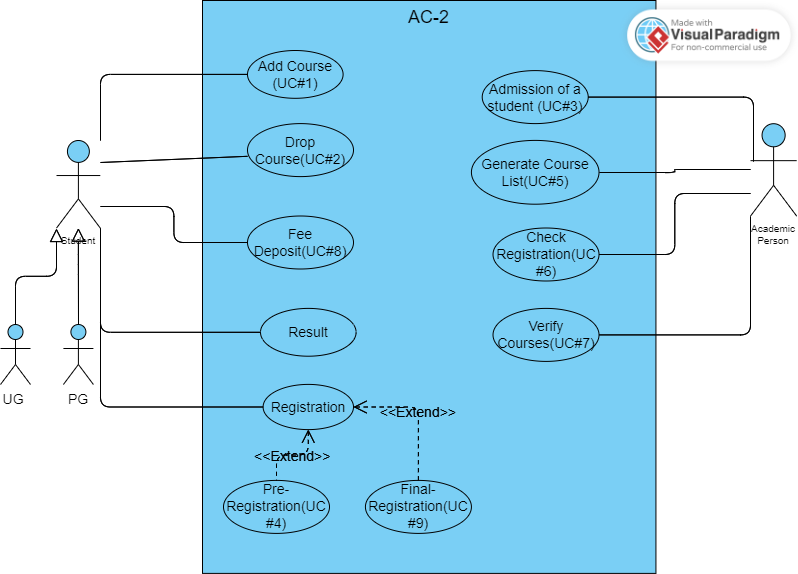 AC-2
Made with
VisualParadigm
For non-commercial use
Add Course
(UC#1)
Admission of a
student (UC#3)
Drop
Course(UC#2)
Generate Course
List(UC#5)
Student
Academic
Person
Fee
Deposit(UC#8)
Check
Registration(UC
#6)
Result
Verify
Courses(UC#7)
UG
PG
Registration
<<Extend>>
<<Extend>>
Pre-
Registration(UC
#4)
Final-
Registration(UC
#9)